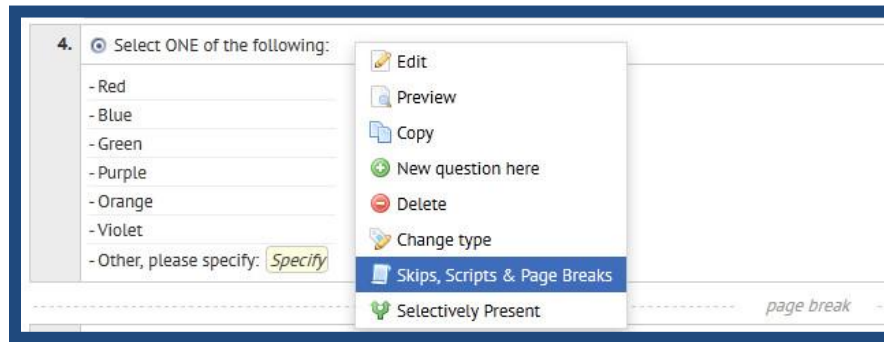 4. Select ONE of the following:
- Red
- Blue
- Green
- Purple
- Orange
- Violet
- Other, please specify: Specify
Edit
Preview
Copy
New question here
Delete
Change type
Skips, Scripts & Page Breaks
Selectively Present
page break